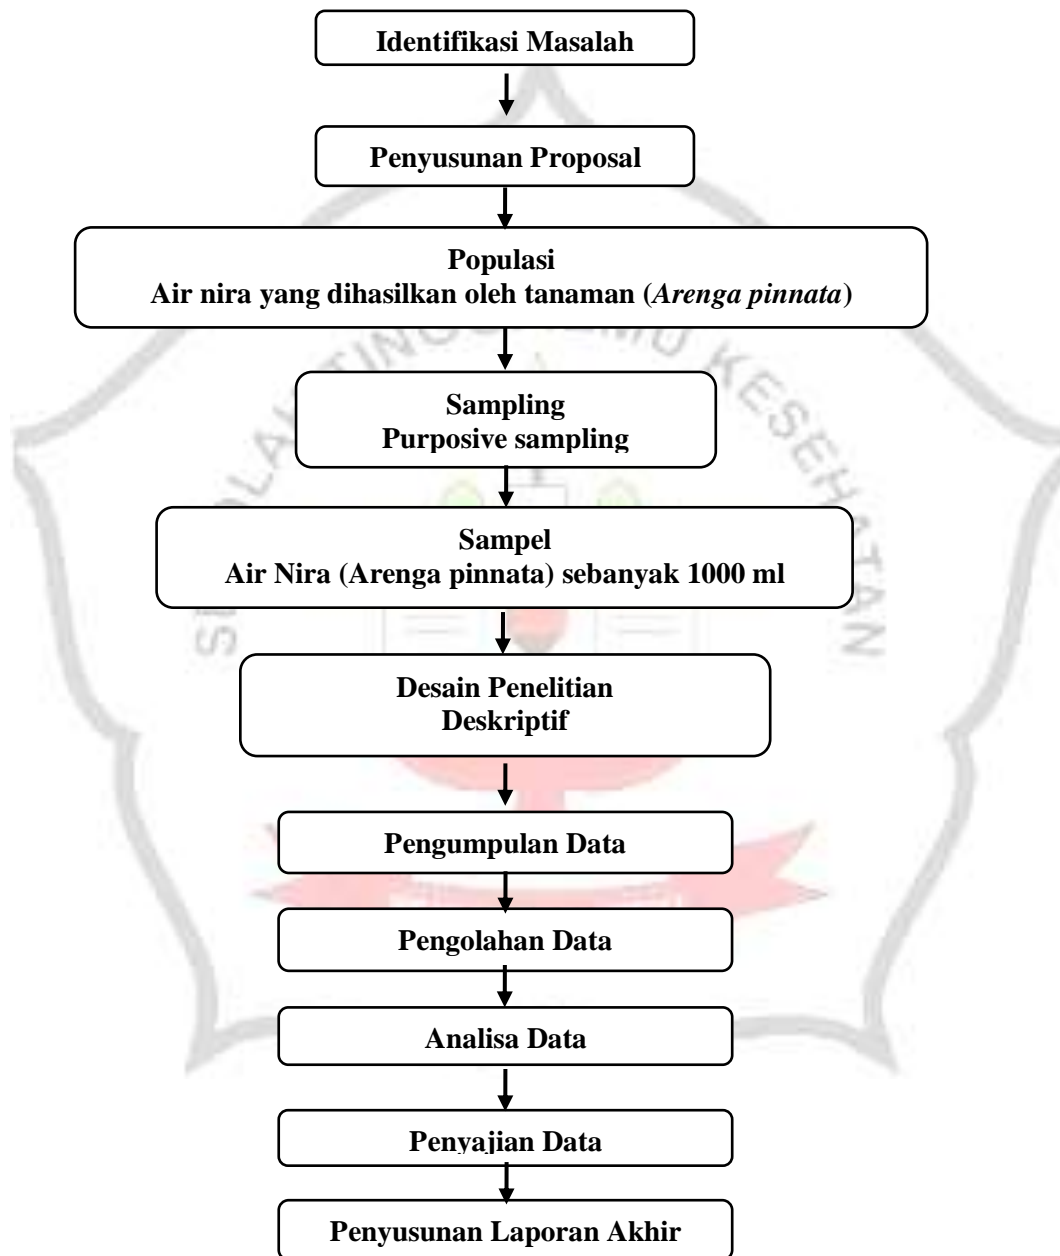 Identifikasi Masalah
Penyusunan Proposal
Populasi
Air nira yang dihasilkan oleh tanaman (Arenga pinnata)
Sampling
Purposive sampling
Sampel
Air Nira (Arenga pinnata) sebanyak 1000 ml
Desain Penelitian
Deskriptif
Pengumpulan Data
Pengolahan Data
Analisa Data
Penyajian Data
Penyusunan Laporan Akhir
KESEHATAN